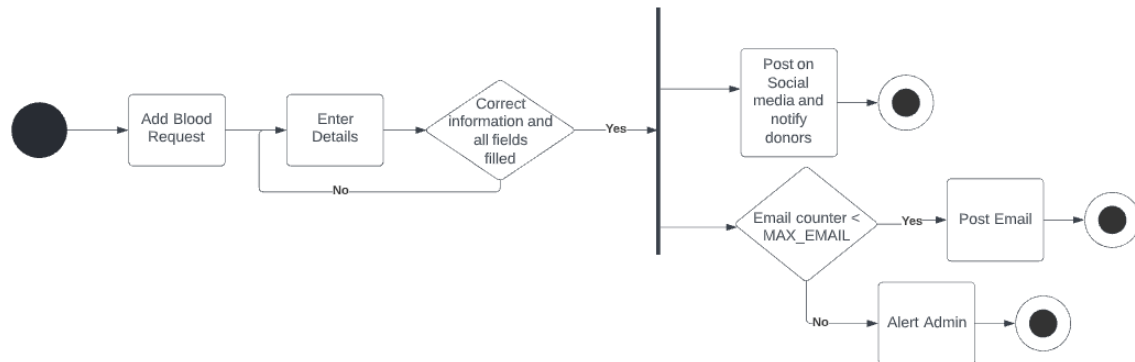 Add Blood
Request
Enter
Details
Correct
information and
all fields
filled
Yes
No
Post on
Social
media and
notify
donors
Email counter <
MAX_EMAIL
Yes
Post Email
No
Alert Admin